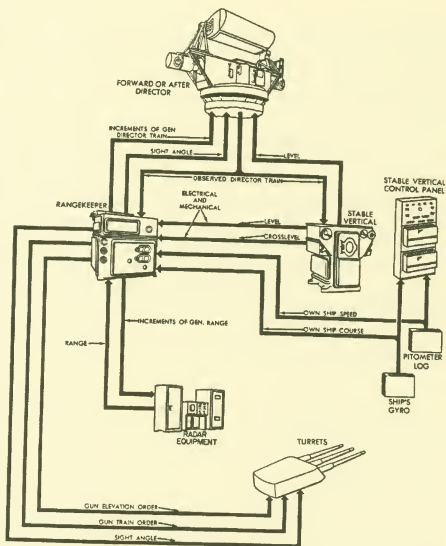 FORWARD OR AFTER
DIRECTOR
INCREMENTS OF GEN
DIRECTOR TRAIN
SIGHT ANGLE
LEVEL
OBSERVED DIRECTOR TRAIN
STABLE VERTICAL
CONTROL PANEL
ELECTRICAL
AND
MECHANICAL
RANGEKEEPER
STABLE
VERTICAL
LEVEL
CROSSLEVEL
OWN SHIP SPEED
OWN SHIP COURSE
PITOMETER
LOG
INCREMENTS OF GEN. RANGE
RANGE
SHIP'S
GYRO
RADAR
EQUIPMENT
TURRETS
GUN ELEVATION ORDER
GUN TRAIN ORDER
SIGHT ANGLE